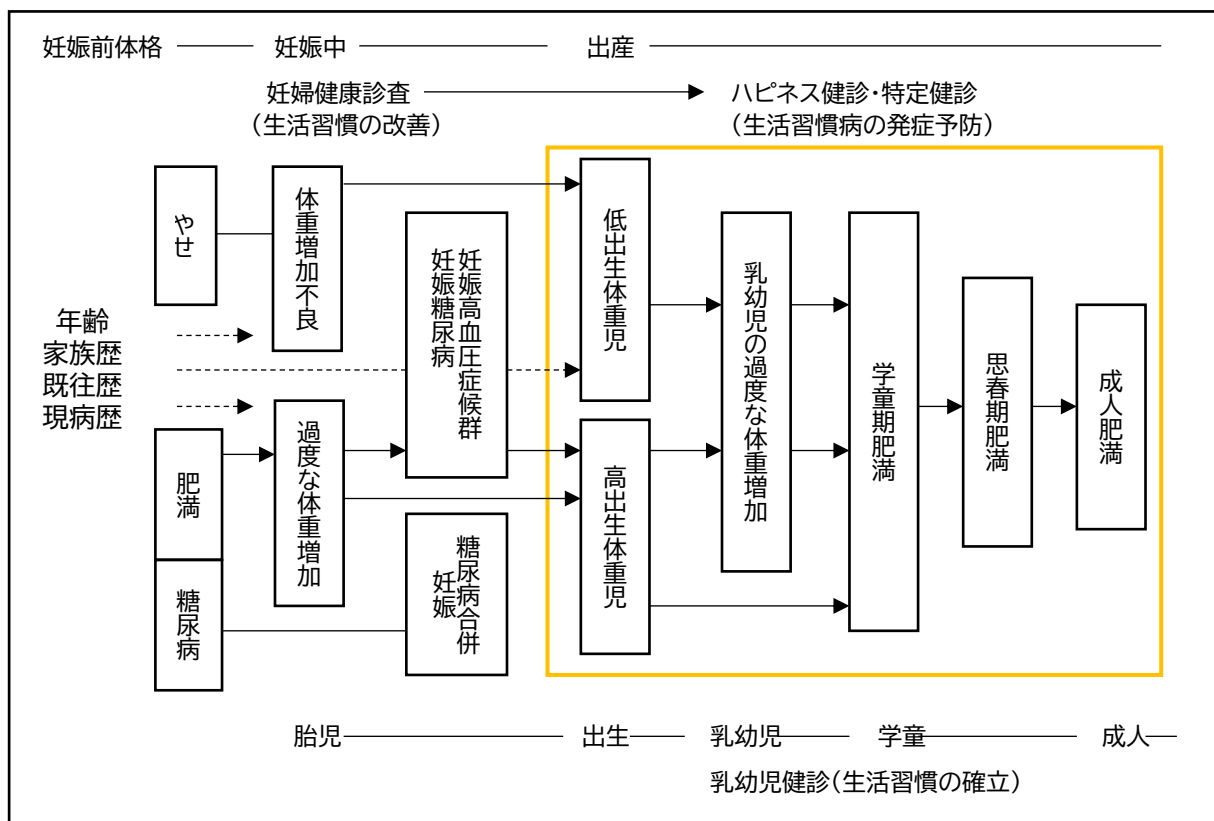 妊娠前体格
妊娠中
出産
妊婦健康診査
（生活習慣の改善）
ハピネス健診・特定健診
（生活習慣病の発症予防）
やせ
体重増加不良
妊娠高血圧症候群
妊娠糖尿病
低出生体重児
乳幼児の過度な体重増加
学童期肥満
思春期肥満
成人肥満
年齢
家族歴
既往歴
現病歴
肥満
糖尿病
過度な体重増加
糖尿病合併
妊娠
高出生体重児
胎児
出生
乳幼児
学童
成人
乳幼児健診（生活習慣の確立）